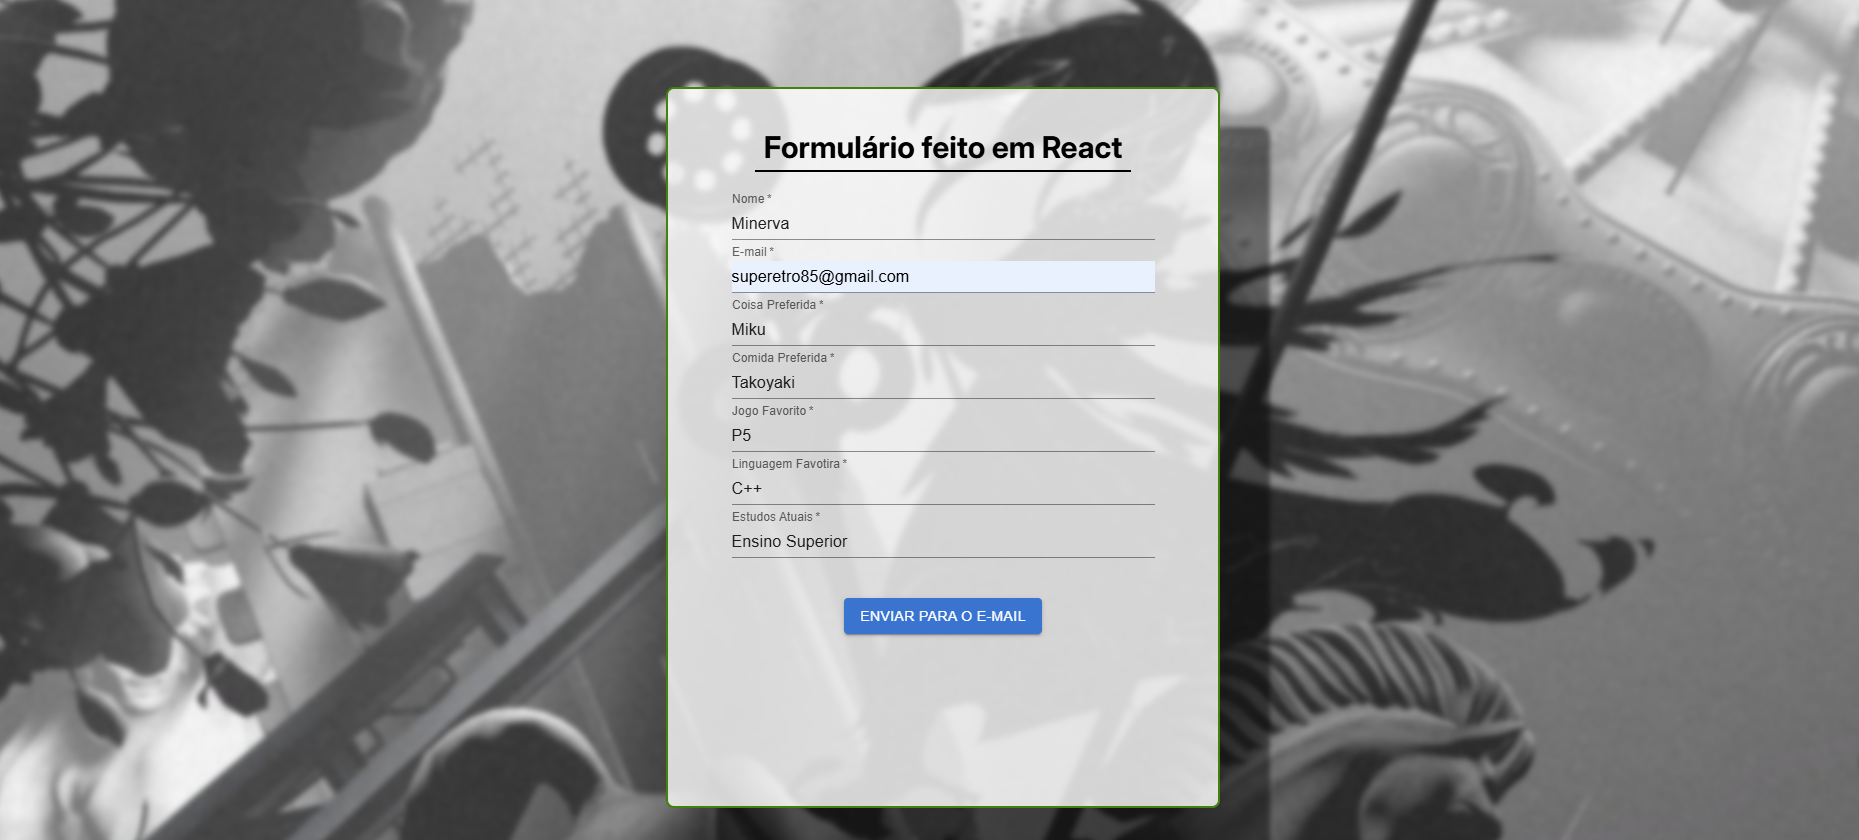 Formulário feito em React
Nome *
Minerva
E-mail *
superetro85@gmail.com
Coisa Preferida *
Miku
Comida Preferida *
Takoyaki
Jogo Favorito *
P5
Linguagem Favotira *
C++
Estudos Atuais *
Ensino Superior
ENVIAR PARA O E-MAIL